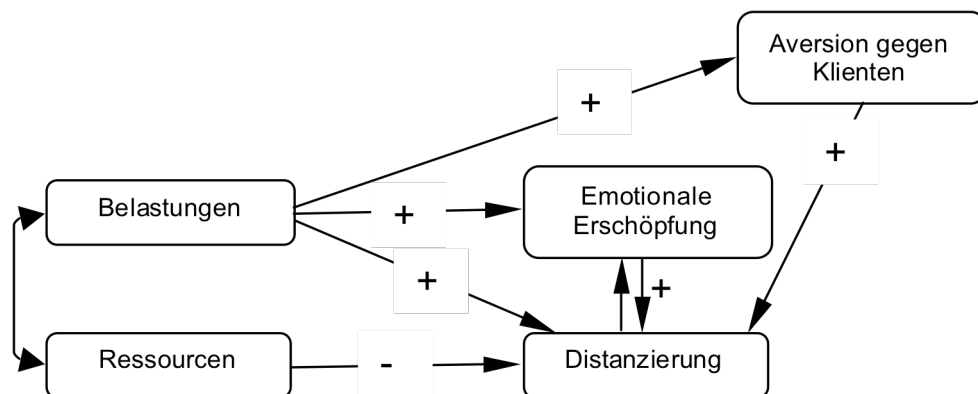 Aversion gegen
Klienten
+
Belastungen
+
Emotionale
Erschöpfung
+
+
+
Ressourcen
-
Distanzierung